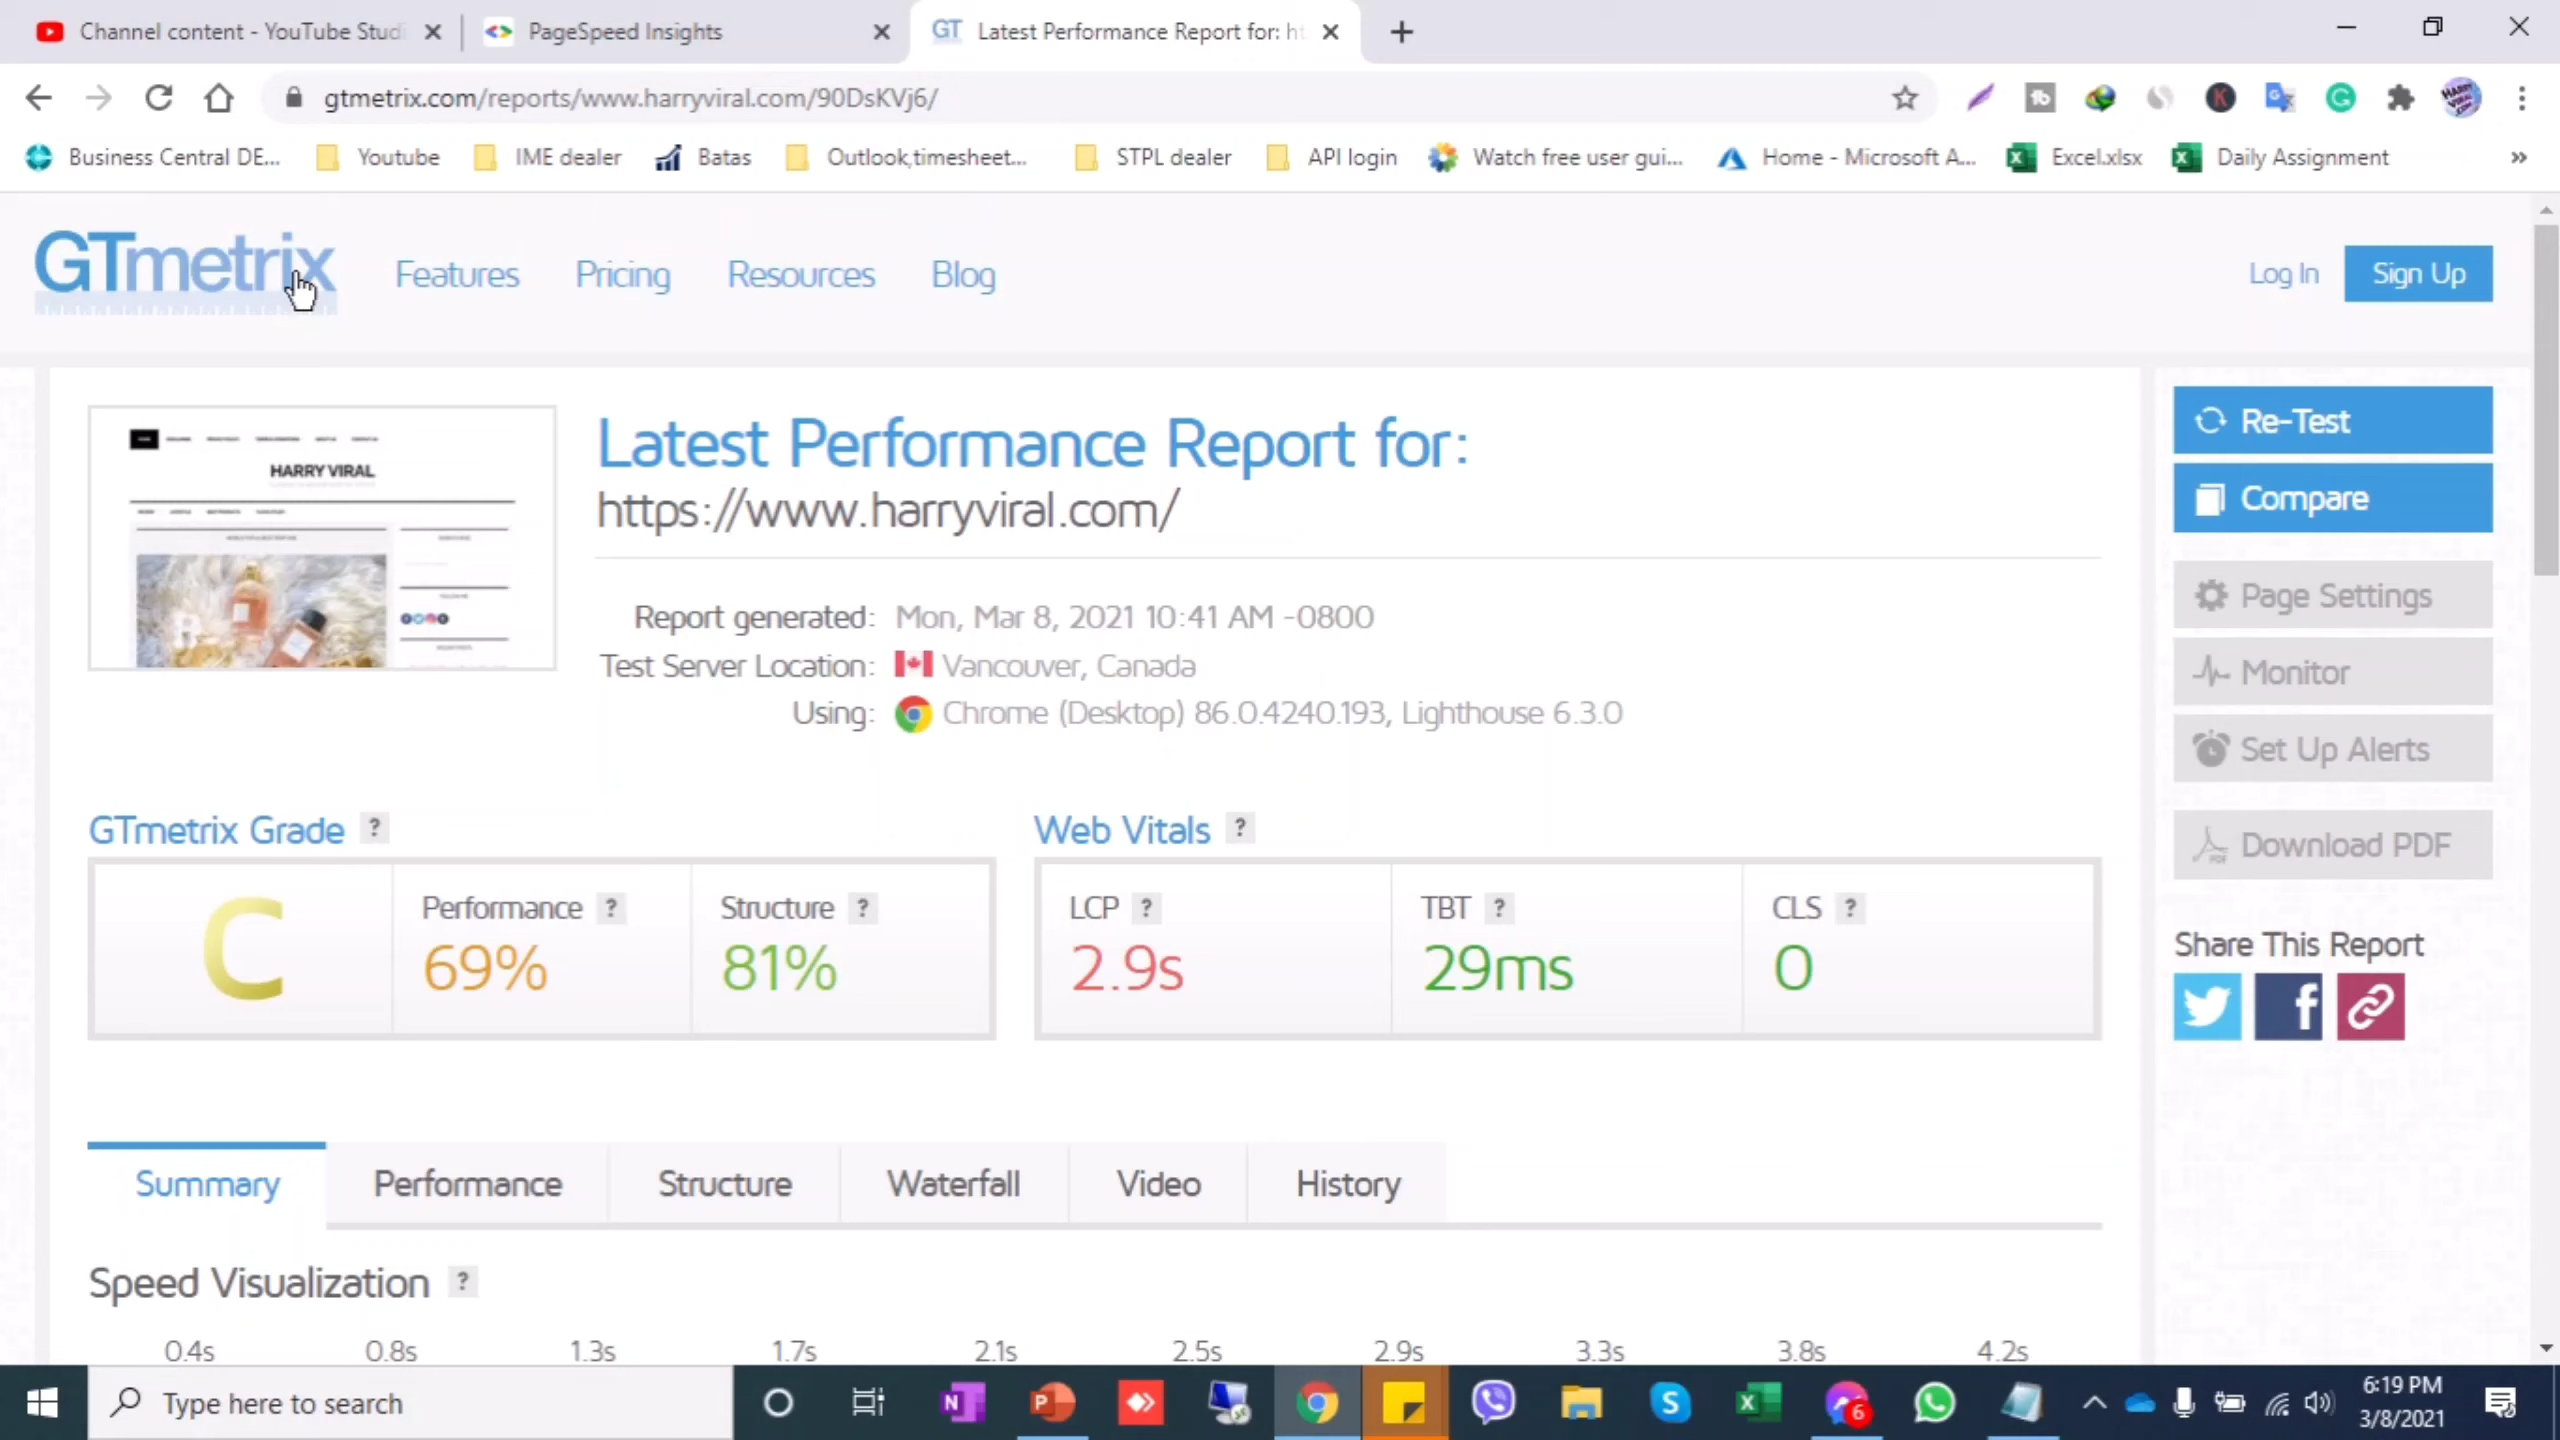 Channel content - YouTube Studi
PageSpeed Insights
GT Latest Performance Report for: ht
gtmetrix.com/reports/www.harryviral.com/90DsKVj6/
Business Central DE...
Youtube
IME dealer
Batas
Outlook,timesheet...
STPL dealer
API login
Watch free user gui...
Home - Microsoft A...
Excel.xlsx
Daily Assignment
»
GTmetrix
Features
Pricing
Resources
Blog
Log In
Sign Up
HARRY VIRAL
Latest Performance Report for:
https://www.harryviral.com/
Report generated: Mon, Mar 8, 2021 10:41 AM -0800
Test Server Location: Vancouver, Canada
Using: Chrome (Desktop) 86.0.4240.193, Lighthouse 6.3.0
Re-Test
Compare
Page Settings
Monitor
Set Up Alerts
Download PDF
Share This Report
GTmetrix Grade ?
C
Performance ?
69%
Structure ?
81%
Web Vitals ?
LCP ?
2.9s
TBT ?
29ms
CLS ?
0
Summary
Performance
Structure
Waterfall
Video
History
Speed Visualization ?
0.4s 0.8s 1.3s 1.7s 2.1s 2.5s 2.9s 3.3s 3.8s 4.2s
Type here to search
6
6:19 PM
3/8/2021